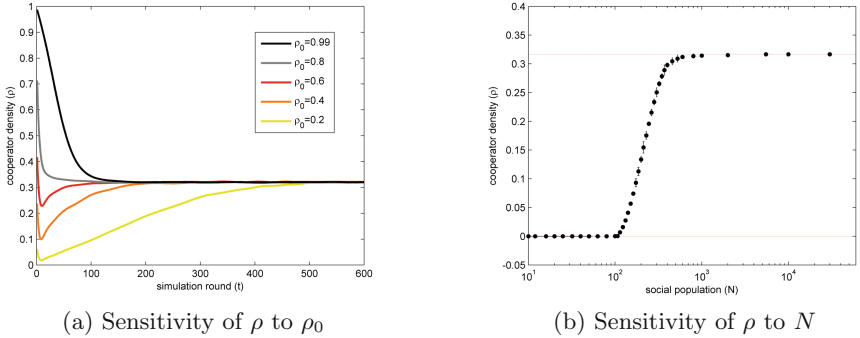 1
0.9
0.8
0.7
0.6
0.5
0.4
0.3
0.2
0.1
0
cooperator density (ρ)
0 100 200 300 400 500 600
simulation round (t)
ρ0=0.99
ρ0=0.8
ρ0=0.6
ρ0=0.4
ρ0=0.2
(a) Sensitivity of ρ to ρ0
0.4
0.35
0.3
0.25
0.2
0.15
0.1
0.05
0
-0.05
cooperator density (ρ)
10^1 10^2 10^3 10^4
social population (N)
(b) Sensitivity of ρ to N